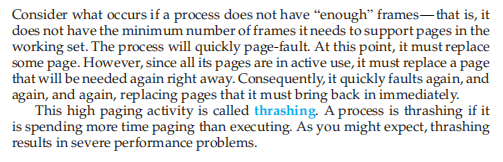 Consider what occurs if a process does not have “enough” frames—that is, it
does not have the minimum number of frames it needs to support pages in the
working set. The process will quickly page-fault. At this point, it must replace
some page. However, since all its pages are in active use, it must replace a page
that will be needed again right away. Consequently, it quickly faults again, and
again, and again, replacing pages that it must bring back in immediately.
This high paging activity is called thrashing. A process is thrashing if it
is spending more time paging than executing. As you might expect, thrashing
results in severe performance problems.